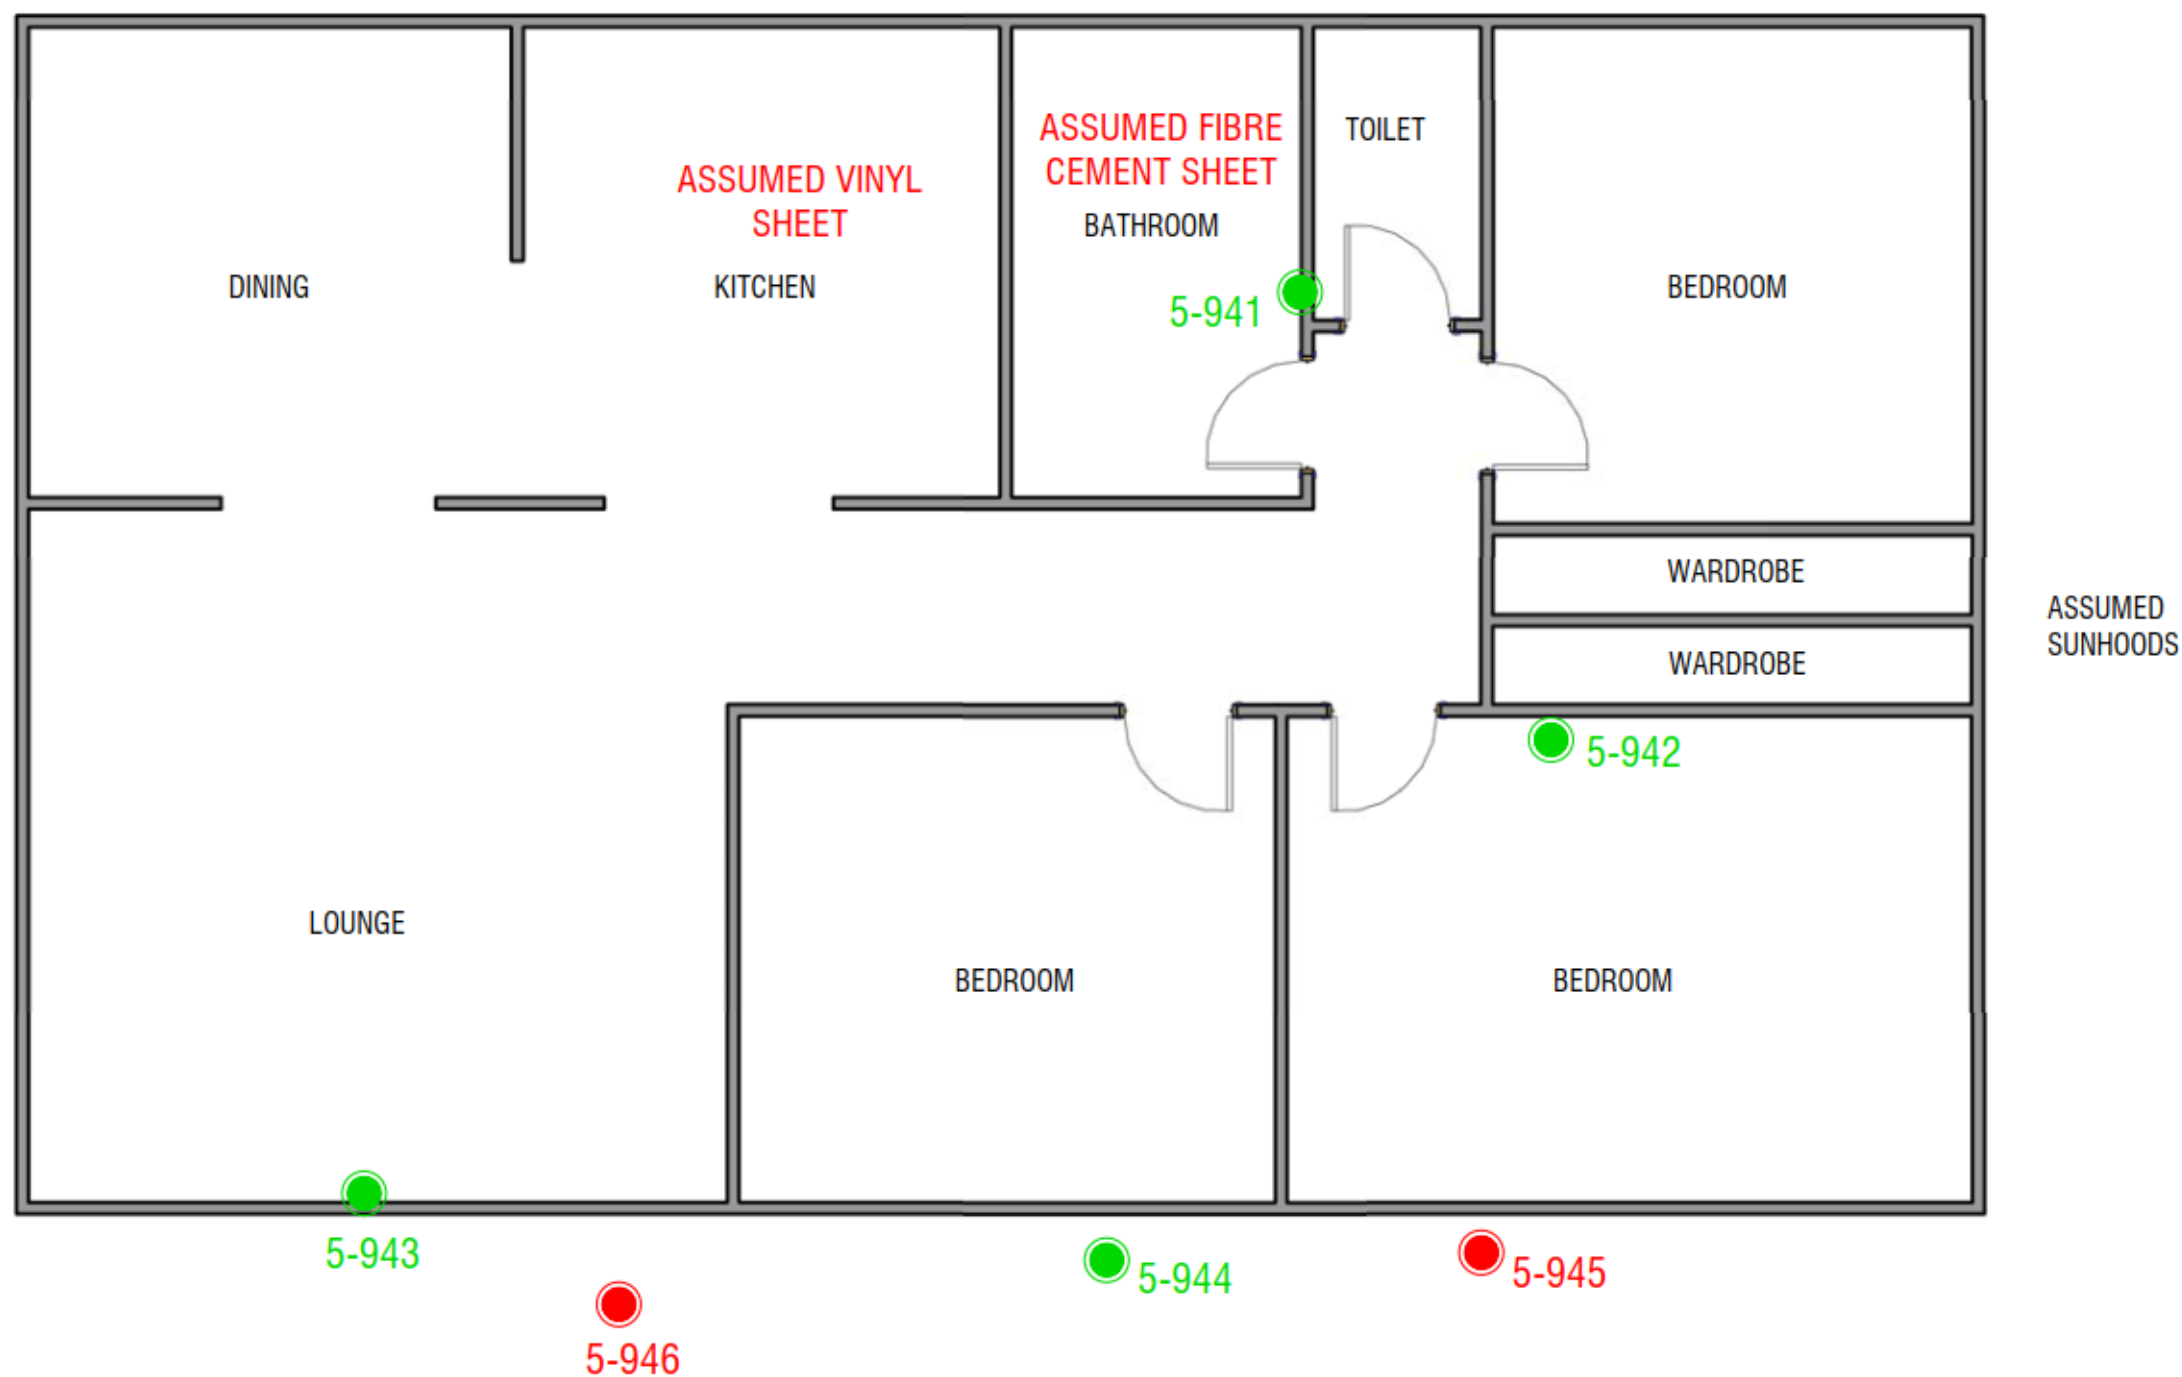 ASSUMED FIBRE
CEMENT SHEET
TOILET
ASSUMED VINYL
SHEET
BATHROOM
DINING
KITCHEN
5-941
BEDROOM
WARDROBE
ASSUMED
SUNHOODS
WARDROBE
5-942
LOUNGE
BEDROOM
BEDROOM
5-943
5-944
5-945
5-946